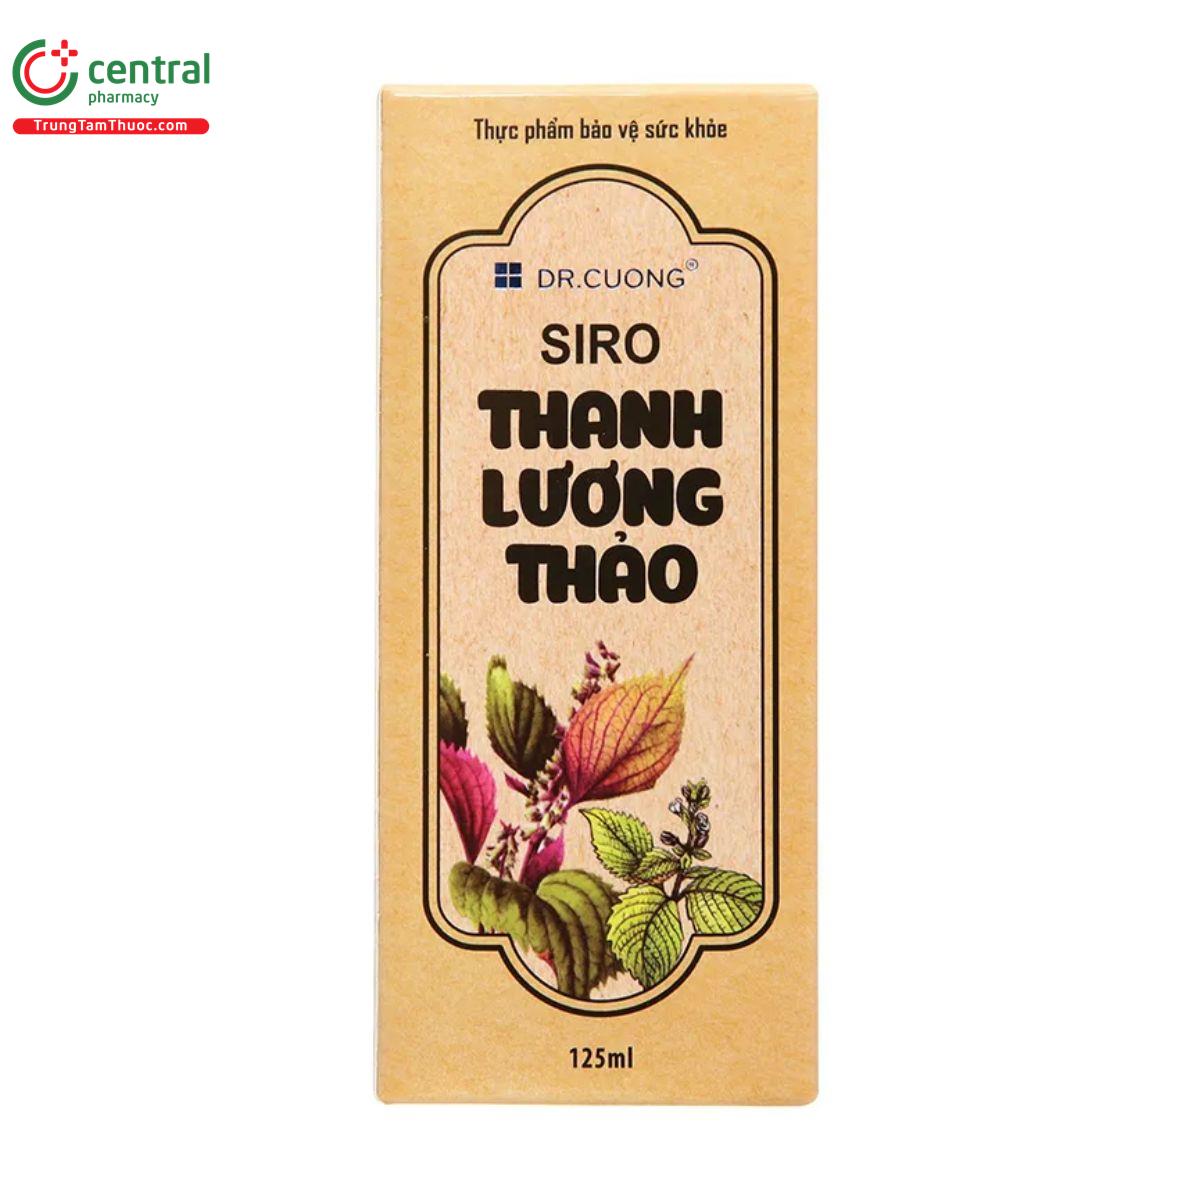 central
pharmacy
TrungTamThuoc.com
Thực phẩm bảo vệ sức khỏe
DR.CUONG®
SIRO
THANH
LƯƠNG
THẢO
125ml